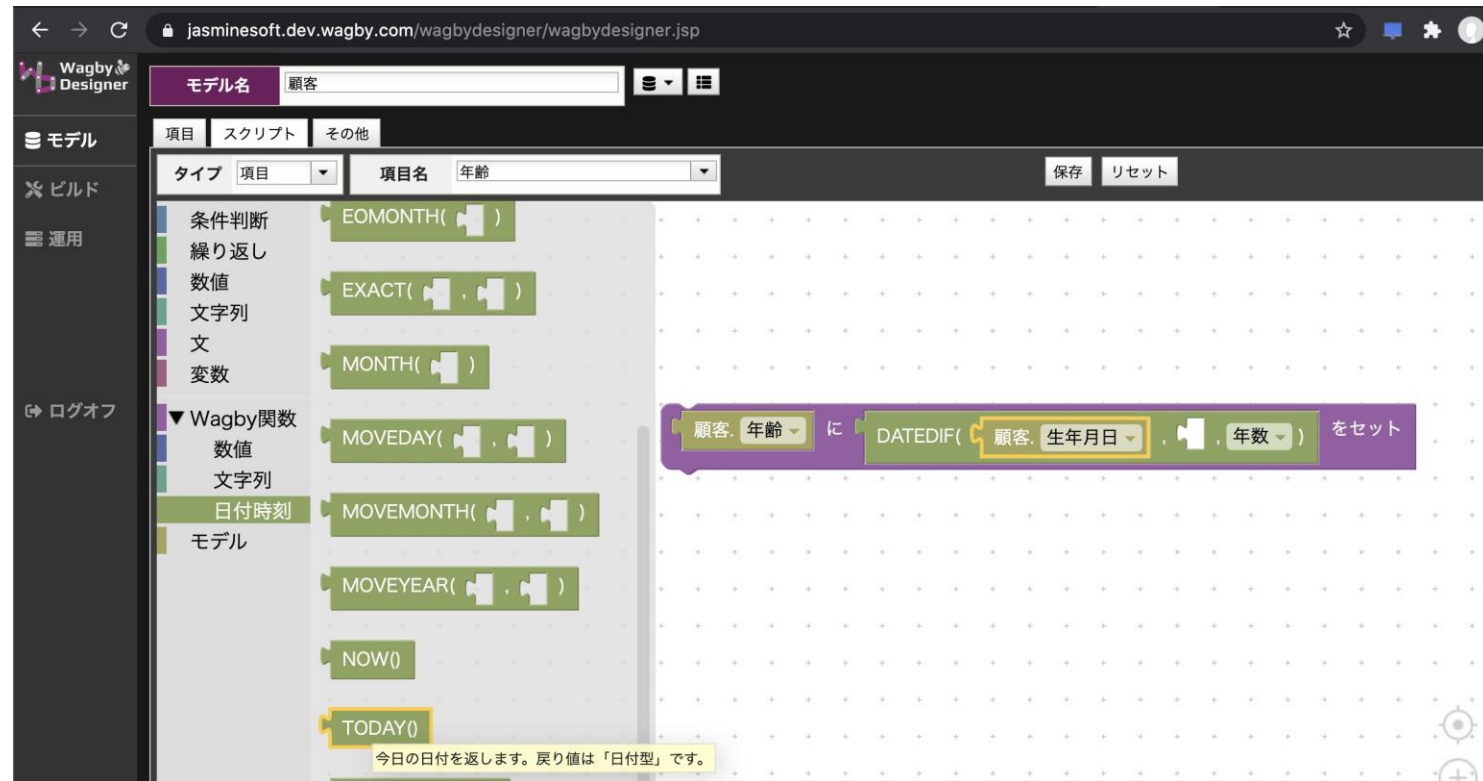 jasminesoft.dev.wagby.com/wagbydesigner/wagbydesigner.jsp
Wagby
Designer
モデル名 顧客
モデル
ビルド
運用
ログオフ
項目 スクリプト その他
タイプ 項目 項目名 年齢 保存 リセット
条件判断
繰り返し
数値
文字列
文
変数
▼ Wagby関数
数値
文字列
日付時刻
モデル
EOMONTH( )
EXACT( , )
MONTH( )
MOVEDAY( , )
MOVEMONTH( , )
MOVEYEAR( , )
NOW()
TODAY()
今日の日付を返します。戻り値は「日付型」です。
顧客. 年齢 に DATEDIF( 顧客. 生年月日 , , 年数 ) をセット